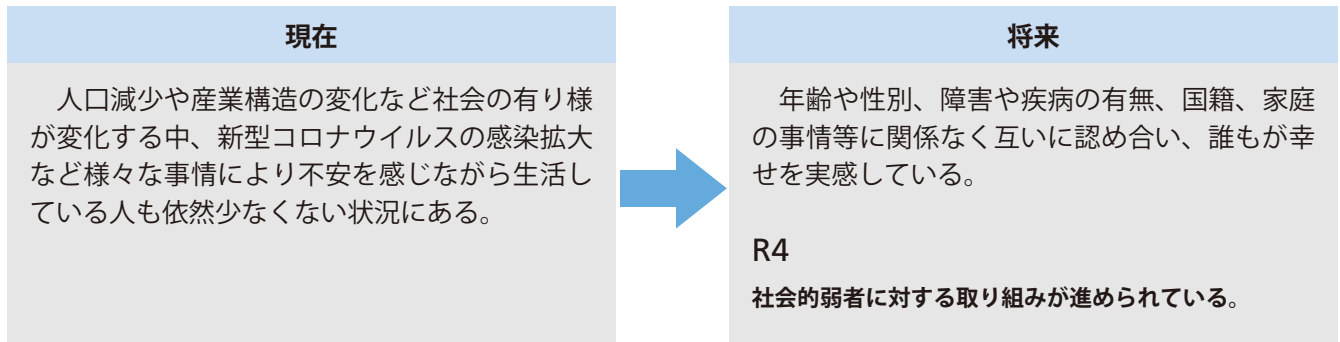 現在
　人口減少や産業構造の変化など社会の有り様
が変化する中、新型コロナウイルスの感染拡大
など様々な事情により不安を感じながら生活し
ている人も依然少なくない状況にある。
将来
　年齢や性別、障害や疾病の有無、国籍、家庭
の事情等に関係なく互いに認め合い、誰もが幸
せを実感している。
R4
社会的弱者に対する取り組みが進められている。